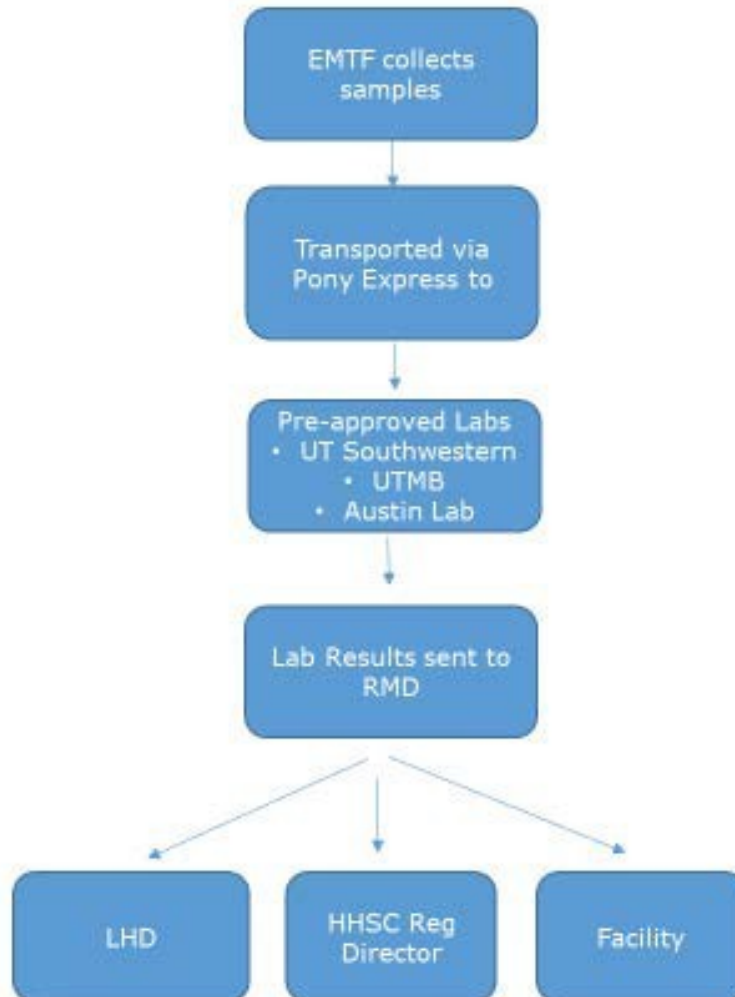 EMTF collects
samples
Transported via
Pony Express to
Pre-approved Labs
• UT Southwestern
• UTMB
• Austin Lab
Lab Results sent to
RMD
LHD
HHSC Reg
Director
Facility